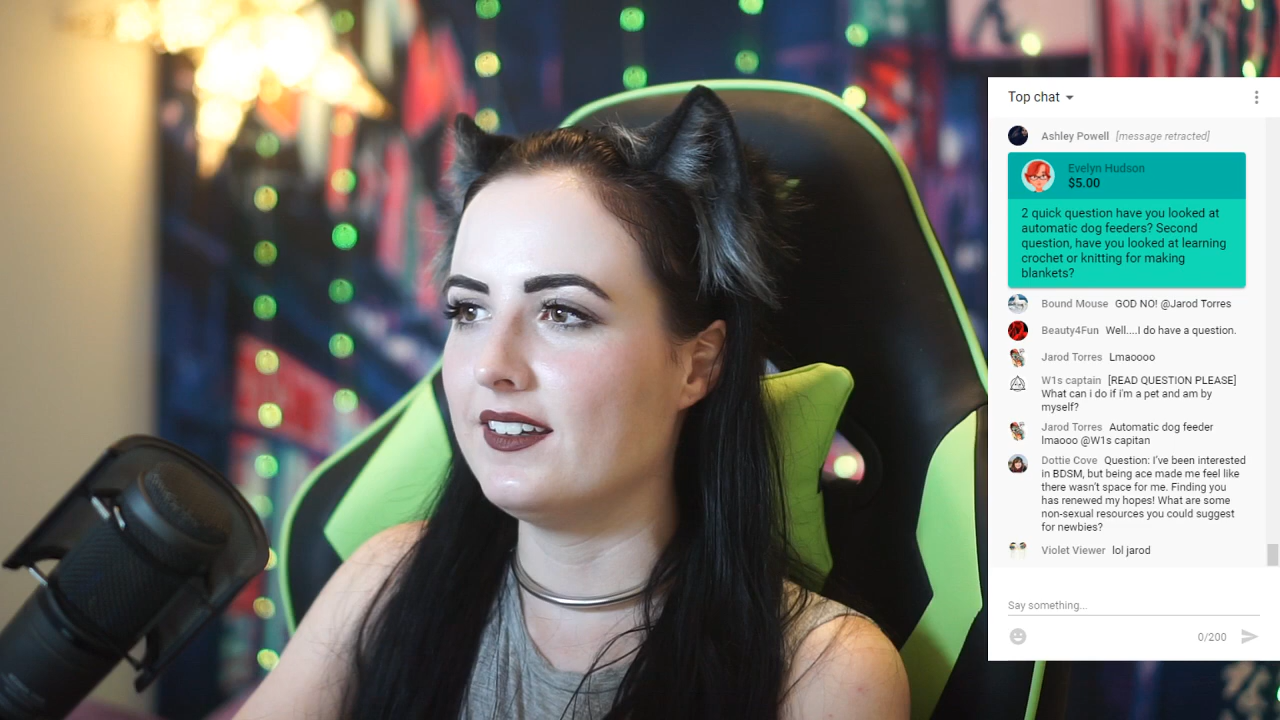 Top chat
Ashley Powell [message retracted]
Evelyn Hudson
$5.00
2 quick question have you looked at
automatic dog feeders? Second
question, have you looked at learning
crochet or knitting for making
blankets?
Bound Mouse GOD NO! @Jarod Torres
Beauty4Fun Well....I do have a question.
Jarod Torres Lmaoooo
W1s captain [READ QUESTION PLEASE]
What can i do if i'm a pet and am by
myself?
Jarod Torres Automatic dog feeder
lmaooo @W1s capitan
Dottie Cove Question: I've been interested
in BDSM, but being ace made me feel like
there wasn't space for me. Finding you
has renewed my hopes! What are some
non-sexual resources you could suggest
for newbies?
Violet Viewer lol jarod
Say something...
0/200